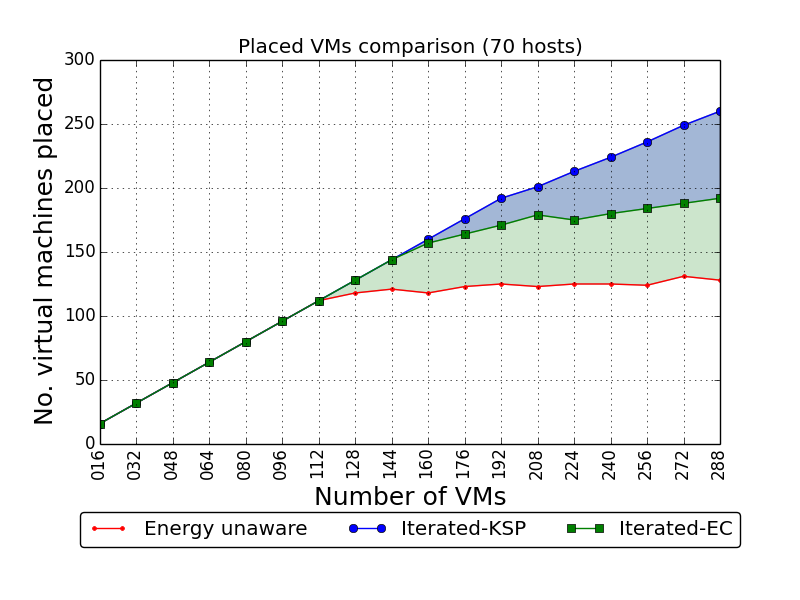 Placed VMs comparison (70 hosts)
No. virtual machines placed
300
250
200
150
100
50
0
016 032 048 064 080 096 112 128 144 160 176 192 208 224 240 256 272 288
Number of VMs
Energy unaware Iterated-KSP Iterated-EC